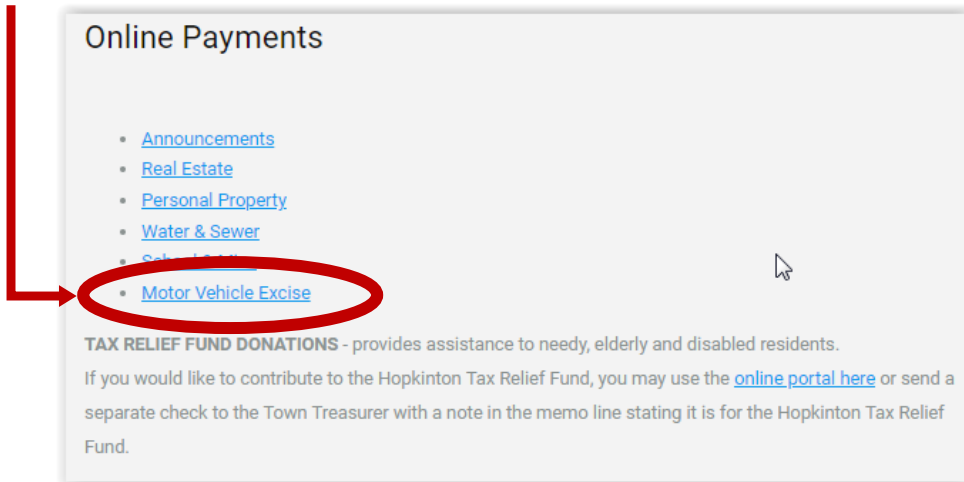 Online Payments
Announcements
Real Estate
Personal Property
Water & Sewer
School &
Motor Vehicle Excise
TAX RELIEF FUND DONATIONS - provides assistance to needy, elderly and disabled residents.
If you would like to contribute to the Hopkinton Tax Relief Fund, you may use the online portal here or send a
separate check to the Town Treasurer with a note in the memo line stating it is for the Hopkinton Tax Relief
Fund.